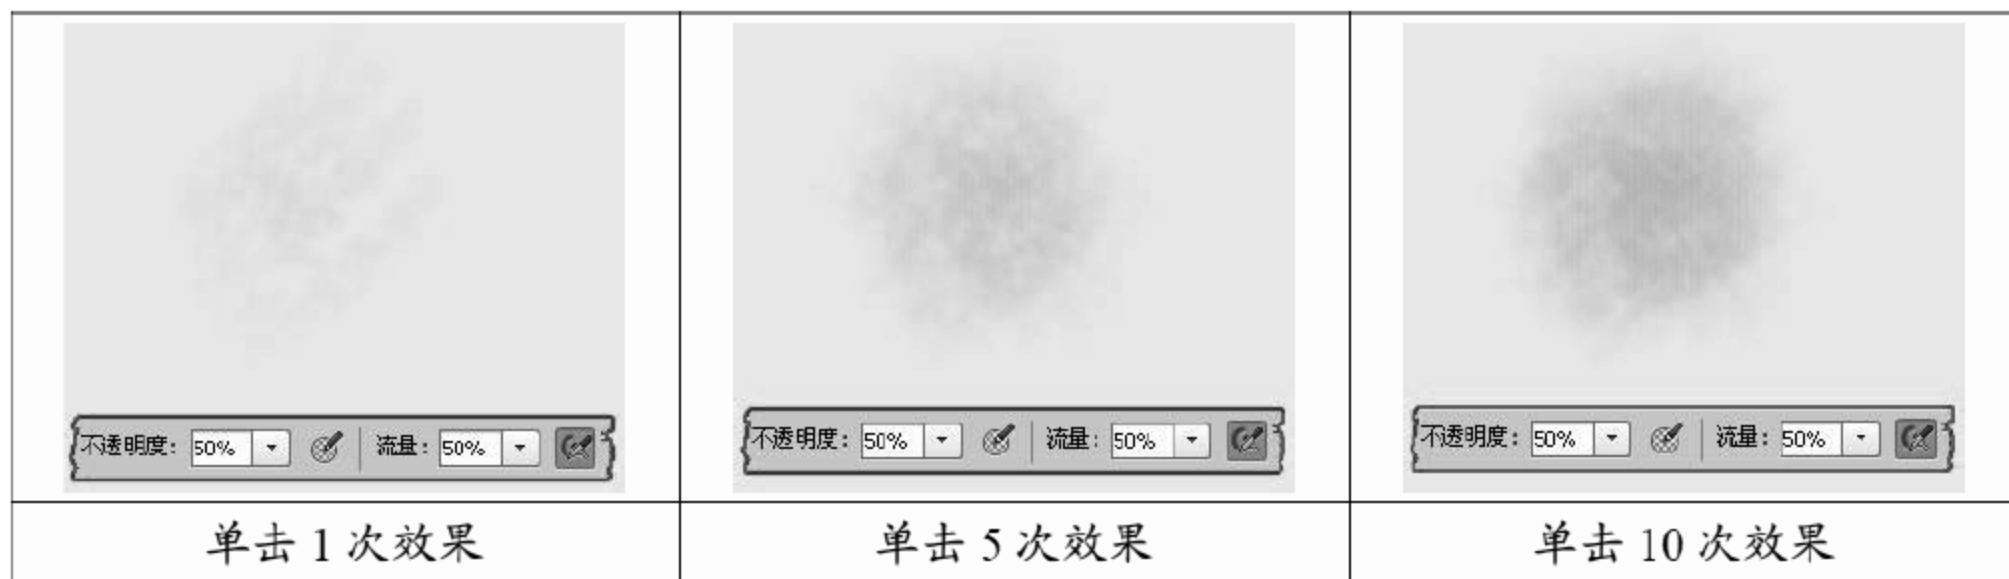 不透明度： 50% 流量： 50%
不透明度： 50% 流量： 50%
不透明度： 50% 流量： 50%
单击 1 次效果
单击 5 次效果
单击 10 次效果